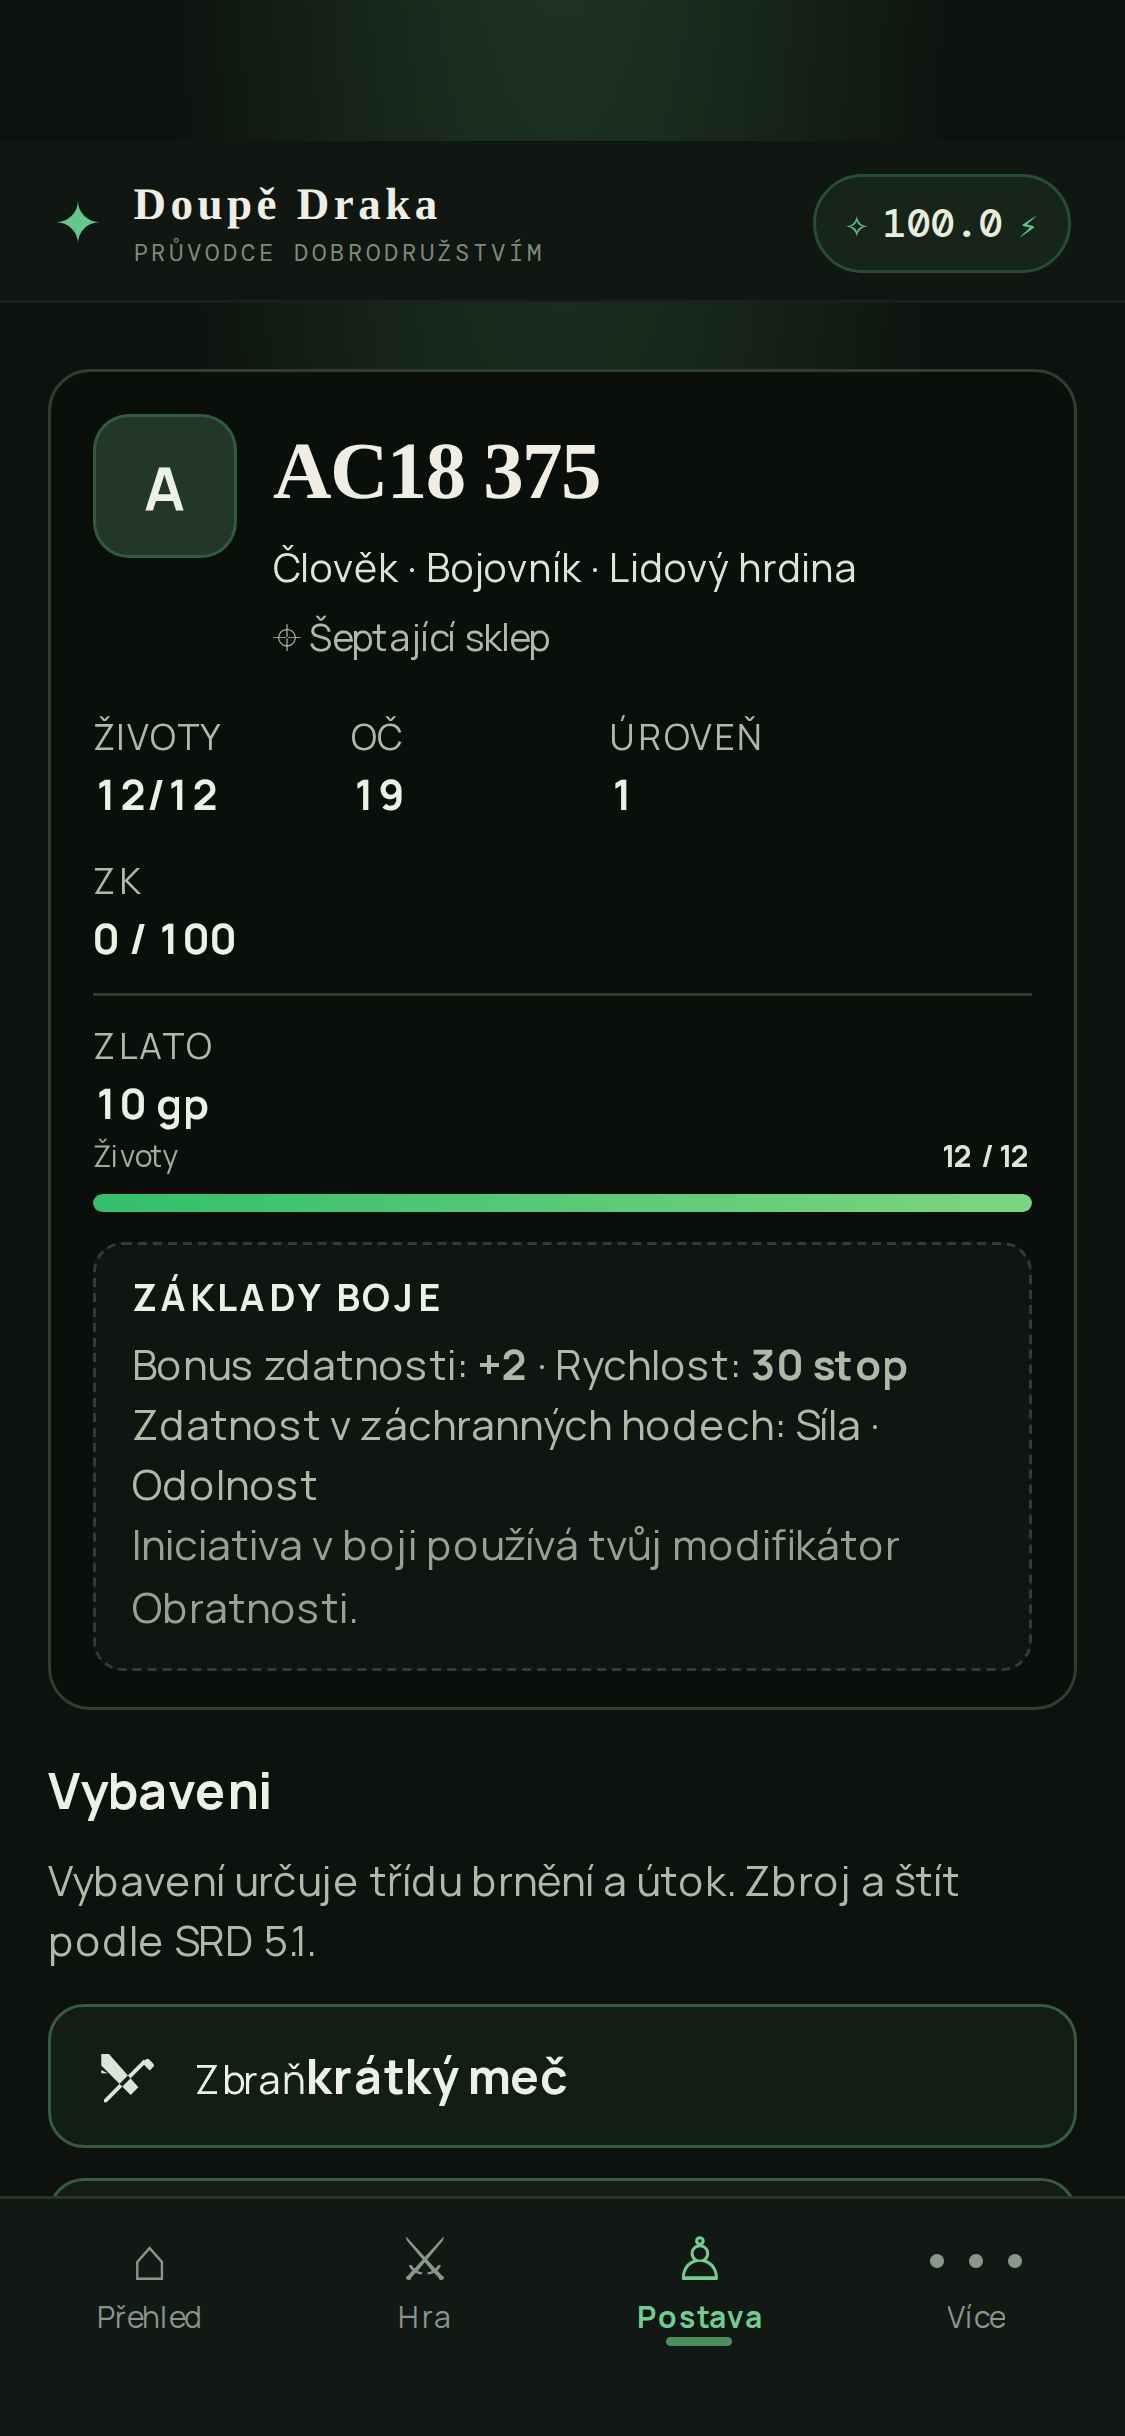 Doupě Draka
PRŮVODCE DOBRODRUŽSTVÍM
✧ 100.0 ⚡
A
AC18 375
Člověk · Bojovník · Lidový hrdina
Šeptající sklep
ŽIVOTY OČ ÚROVEŇ
12/12 19 1
ZK
0 / 100
ZLATO
10 gp
Životy 12 / 12
ZÁKLADY BOJE
Bonus zdatnosti: +2 · Rychlost: 30 stop
Zdatnost v záchranných hodech: Síla ·
Odolnost
Iniciativa v boji používá tvůj modifikátor
Obratnosti.
Vybaveni
Vybavení určuje třídu brnění a útok. Zbroj a štít
podle SRD 5.1.
Zbraňkrátký meč
Přehled Hra Postava Více